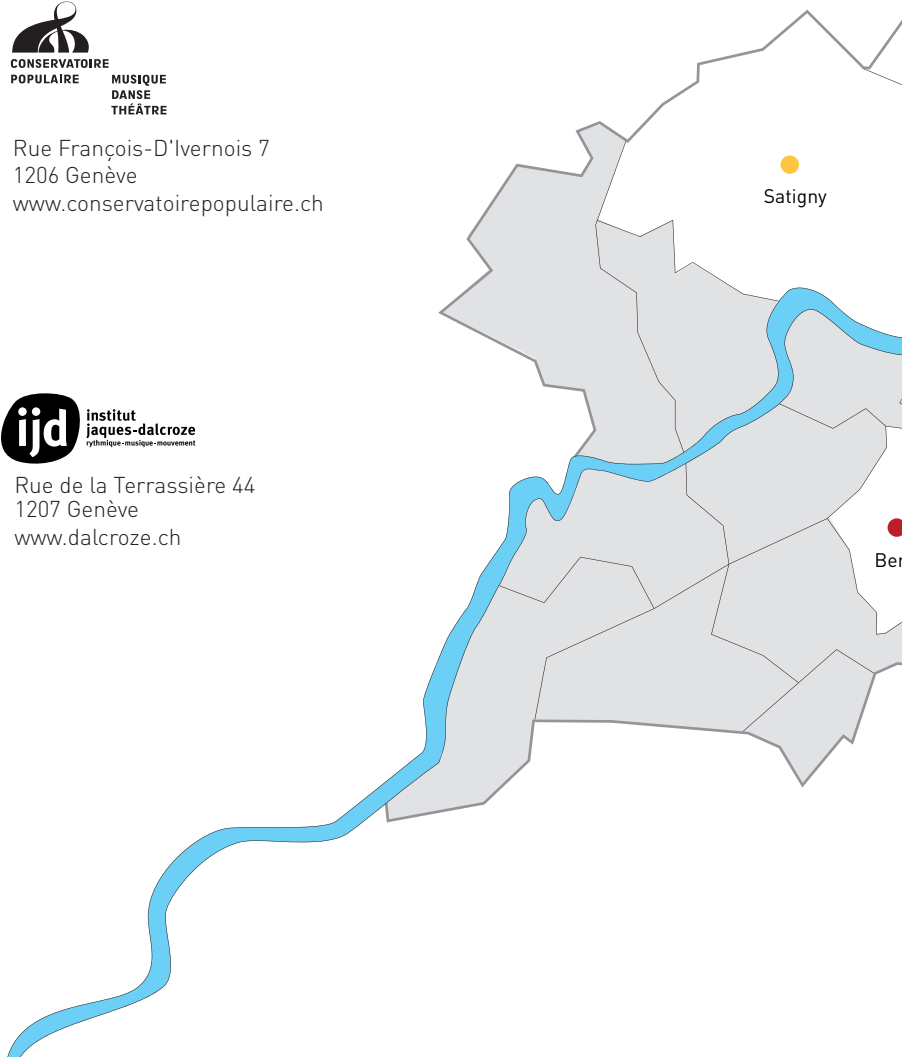 CONSERVATOIRE
POPULAIRE
MUSIQUE
DANSE
THÉÂTRE
Rue François-D'Ivernois 7
1206 Genève
www.conservatoirepopulaire.ch
Satigny
ijd
institut
jaques-dalcroze
rythmique-musique-mouvement
Rue de la Terrassière 44
1207 Genève
www.dalcroze.ch
Ber